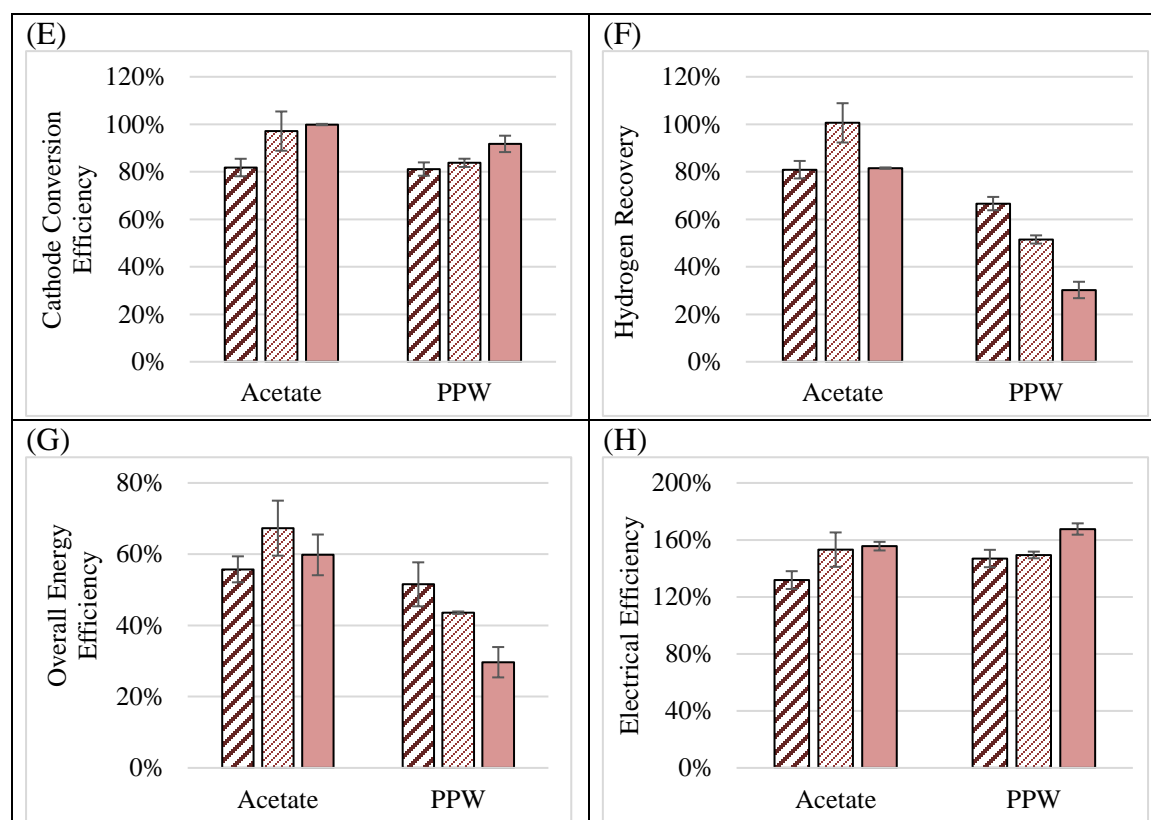 (E)
120%
100%
80%
60%
40%
20%
0%
Cathode Conversion
Efficiency
Acetate
PPW
(F)
120%
100%
80%
60%
40%
20%
0%
Hydrogen Recovery
Acetate
PPW
(G)
80%
60%
40%
20%
0%
Overall Energy
Efficiency
Acetate
PPW
(H)
200%
160%
120%
80%
40%
0%
Electrical Efficiency
Acetate
PPW